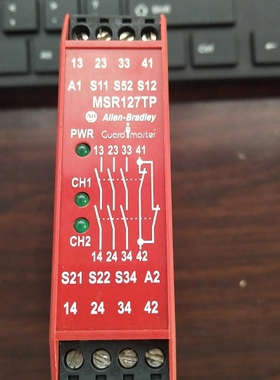 13 23 33 41
A1 S11 S52 S12
MSR127TP
AB Allen-Bradley
PWR Guardmaster
13 23 33 41
CH1
CH2
14 24 34 42
S21 S22 S34 A2
14 24 34 42